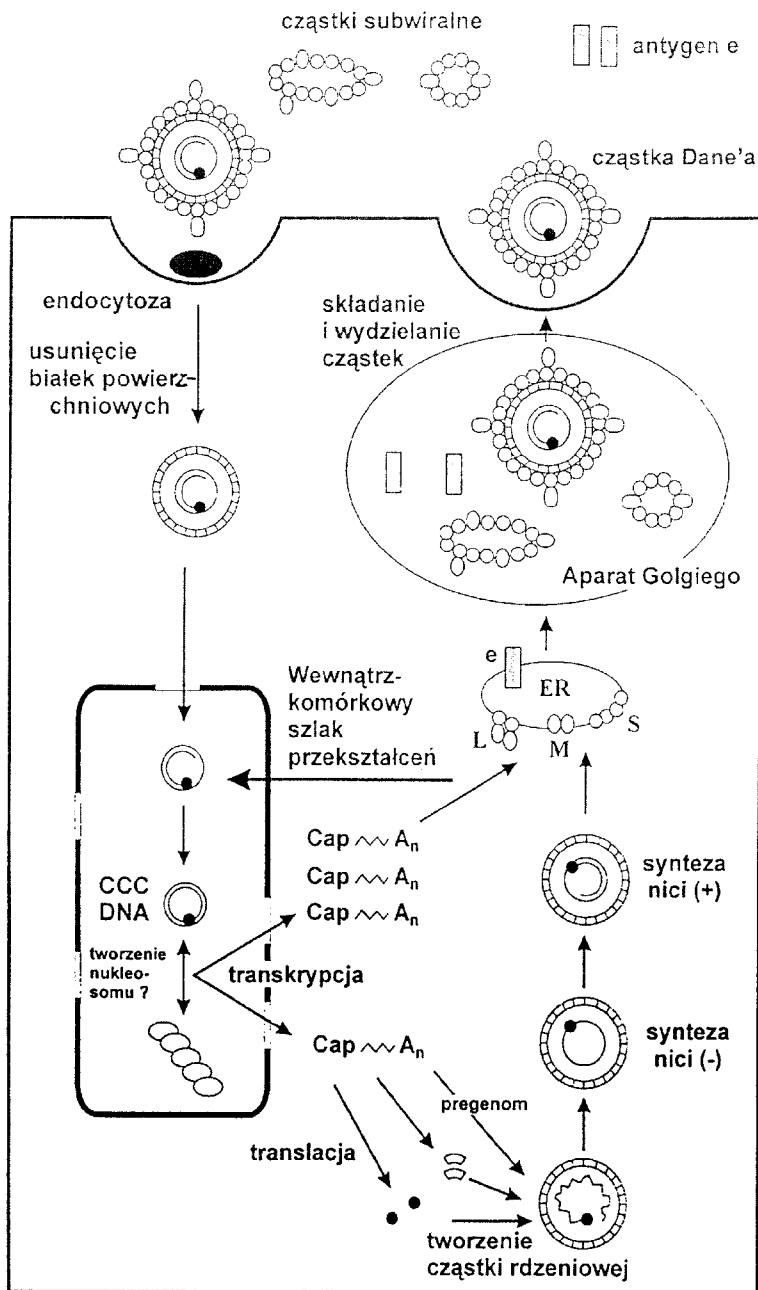 cząstki subwiralne
antygen e
cząstka Dane'a
endocytoza
usunięcie
białek powierz-
chniowych
składanie
i wydzielanie
cząstek
Aparat Golgiego
e
ER
L
M
S
Wewnątrz-
komórkowy
szlak
przekształceń
Cap A
n
Cap A
n
Cap A
n
CCC
DNA
tworzenie
nukleo-
somu ?
transkrypcja
synteza
nici (+)
synteza
nici (-)
Cap A
n
pregenom
translacja
tworzenie
cząstki rdzeniowej